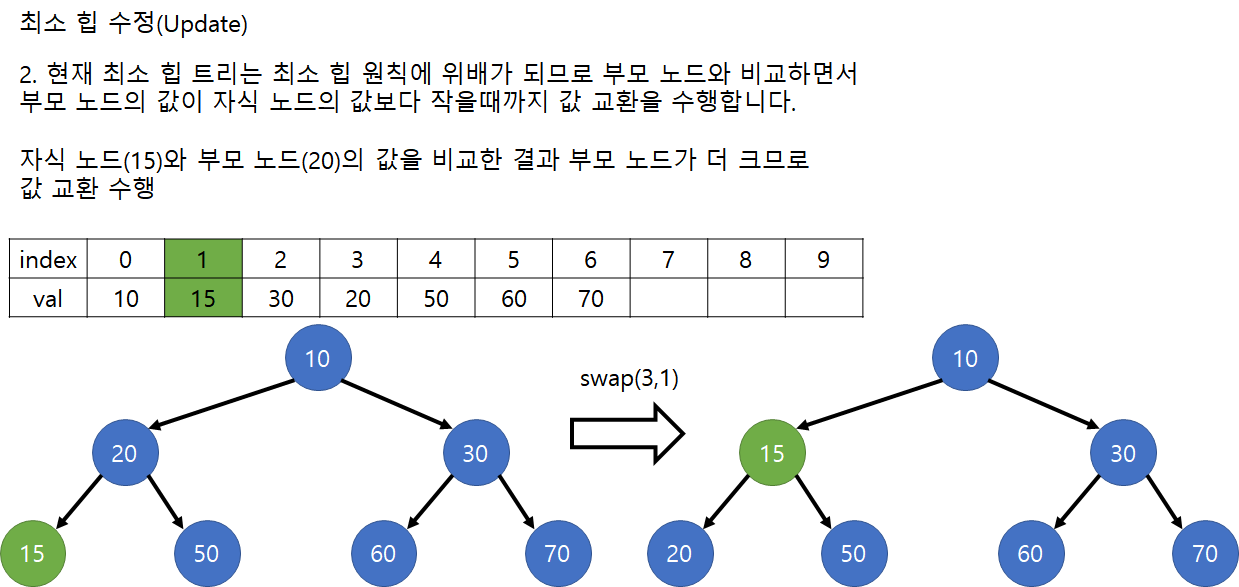 최소 힙 수정(Update)
2. 현재 최소 힙 트리는 최소 힙 원칙에 위배가 되므로 부모 노드와 비교하면서
부모 노드의 값이 자식 노드의 값보다 작을때까지 값 교환을 수행합니다.
자식 노드(15)와 부모 노드(20)의 값을 비교한 결과 부모 노드가 더 크므로
값 교환 수행
index 0 1 2 3 4 5 6 7 8 9
val 10 15 30 20 50 60 70
10
20 30
15 50 60 70
swap(3,1)
10
15 30
20 50 60 70